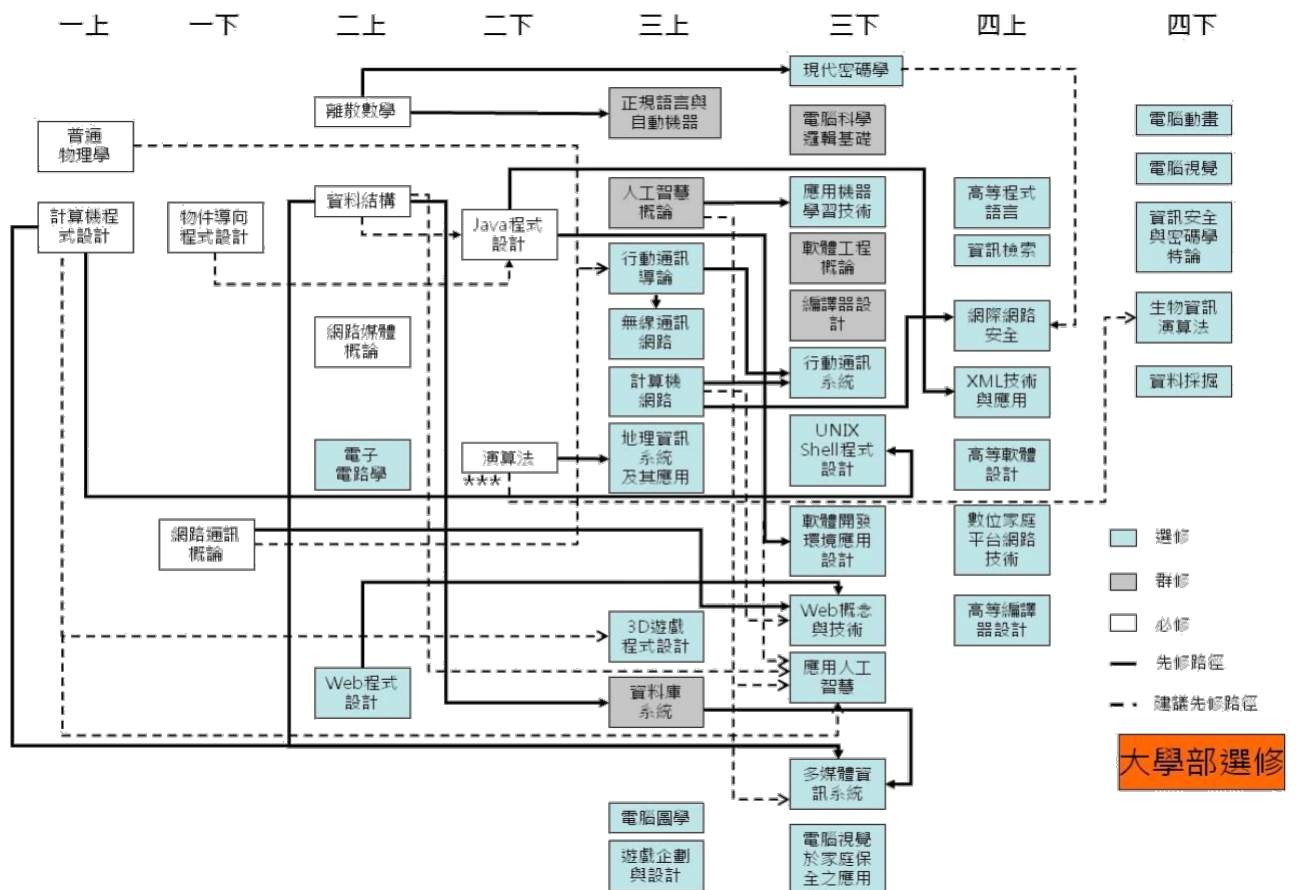 一上
一下
二上
二下
三上
三下
四上
四下
普通
物理學
計算機程
式設計
物件導向
程式設計
網路通訊
概論
離散數學
資料結構
網路媒體
概論
電子
電路學
Web程式
設計
Java程式
設計
演算法
***
正規語言與
自動機器
人工智慧
概論
行動通訊
導論
無線通訊
網路
計算機
網路
地理資訊
系統
及其應用
3D遊戲
程式設計
資料庫
系統
電腦圖學
遊戲企劃
與設計
現代密碼學
電腦科學
邏輯基礎
應用機器
學習技術
軟體工程
概論
編譯器設
計
行動通訊
系統
UNIX
Shell程式
設計
軟體開發
環境應用
設計
Web概念
與技術
應用人工
智慧
多媒體資
訊系統
電腦視覺
於家庭保
全之應用
高等程式
語言
資訊檢索
網際網路
安全
XML技術
與應用
高等軟體
設計
數位家庭
平台網路
技術
高等編譯
器設計
電腦動畫
電腦視覺
資訊安全
與密碼學
特論
生物資訊
演算法
資料採掘
選修
群修
必修
先修路徑
建議先修路徑
大學部選修